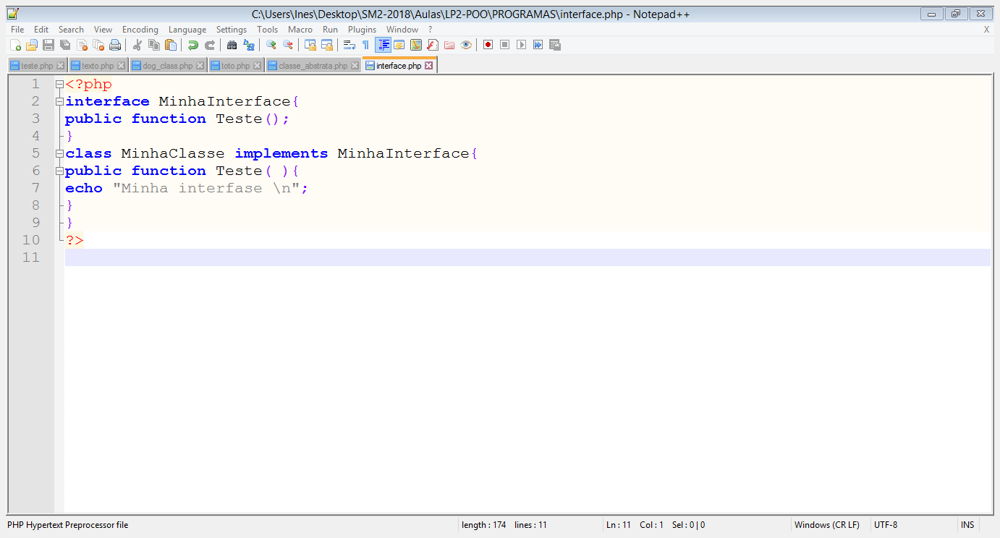 C:\Users\Ines\Desktop\SM2-2018\Aulas\LP2-POO\PROGRAMAS\interface.php - Notepad++
File Edit Search View Encoding Language Settings Tools Macro Run Plugins Window ? X
teste.php texto.php dog_class.php toto.php classe_abstrata.php interface.php
1 <?php
2 interface MinhaInterface{
3 public function Teste();
4 }
5 class MinhaClasse implements MinhaInterface{
6 public function Teste( ){
7 echo "Minha interfase \n";
8 }
9 }
10 ?>
11
PHP Hypertext Preprocessor file length : 174 lines : 11 Ln : 11 Col : 1 Sel : 0 | 0 Windows (CR LF) UTF-8 INS